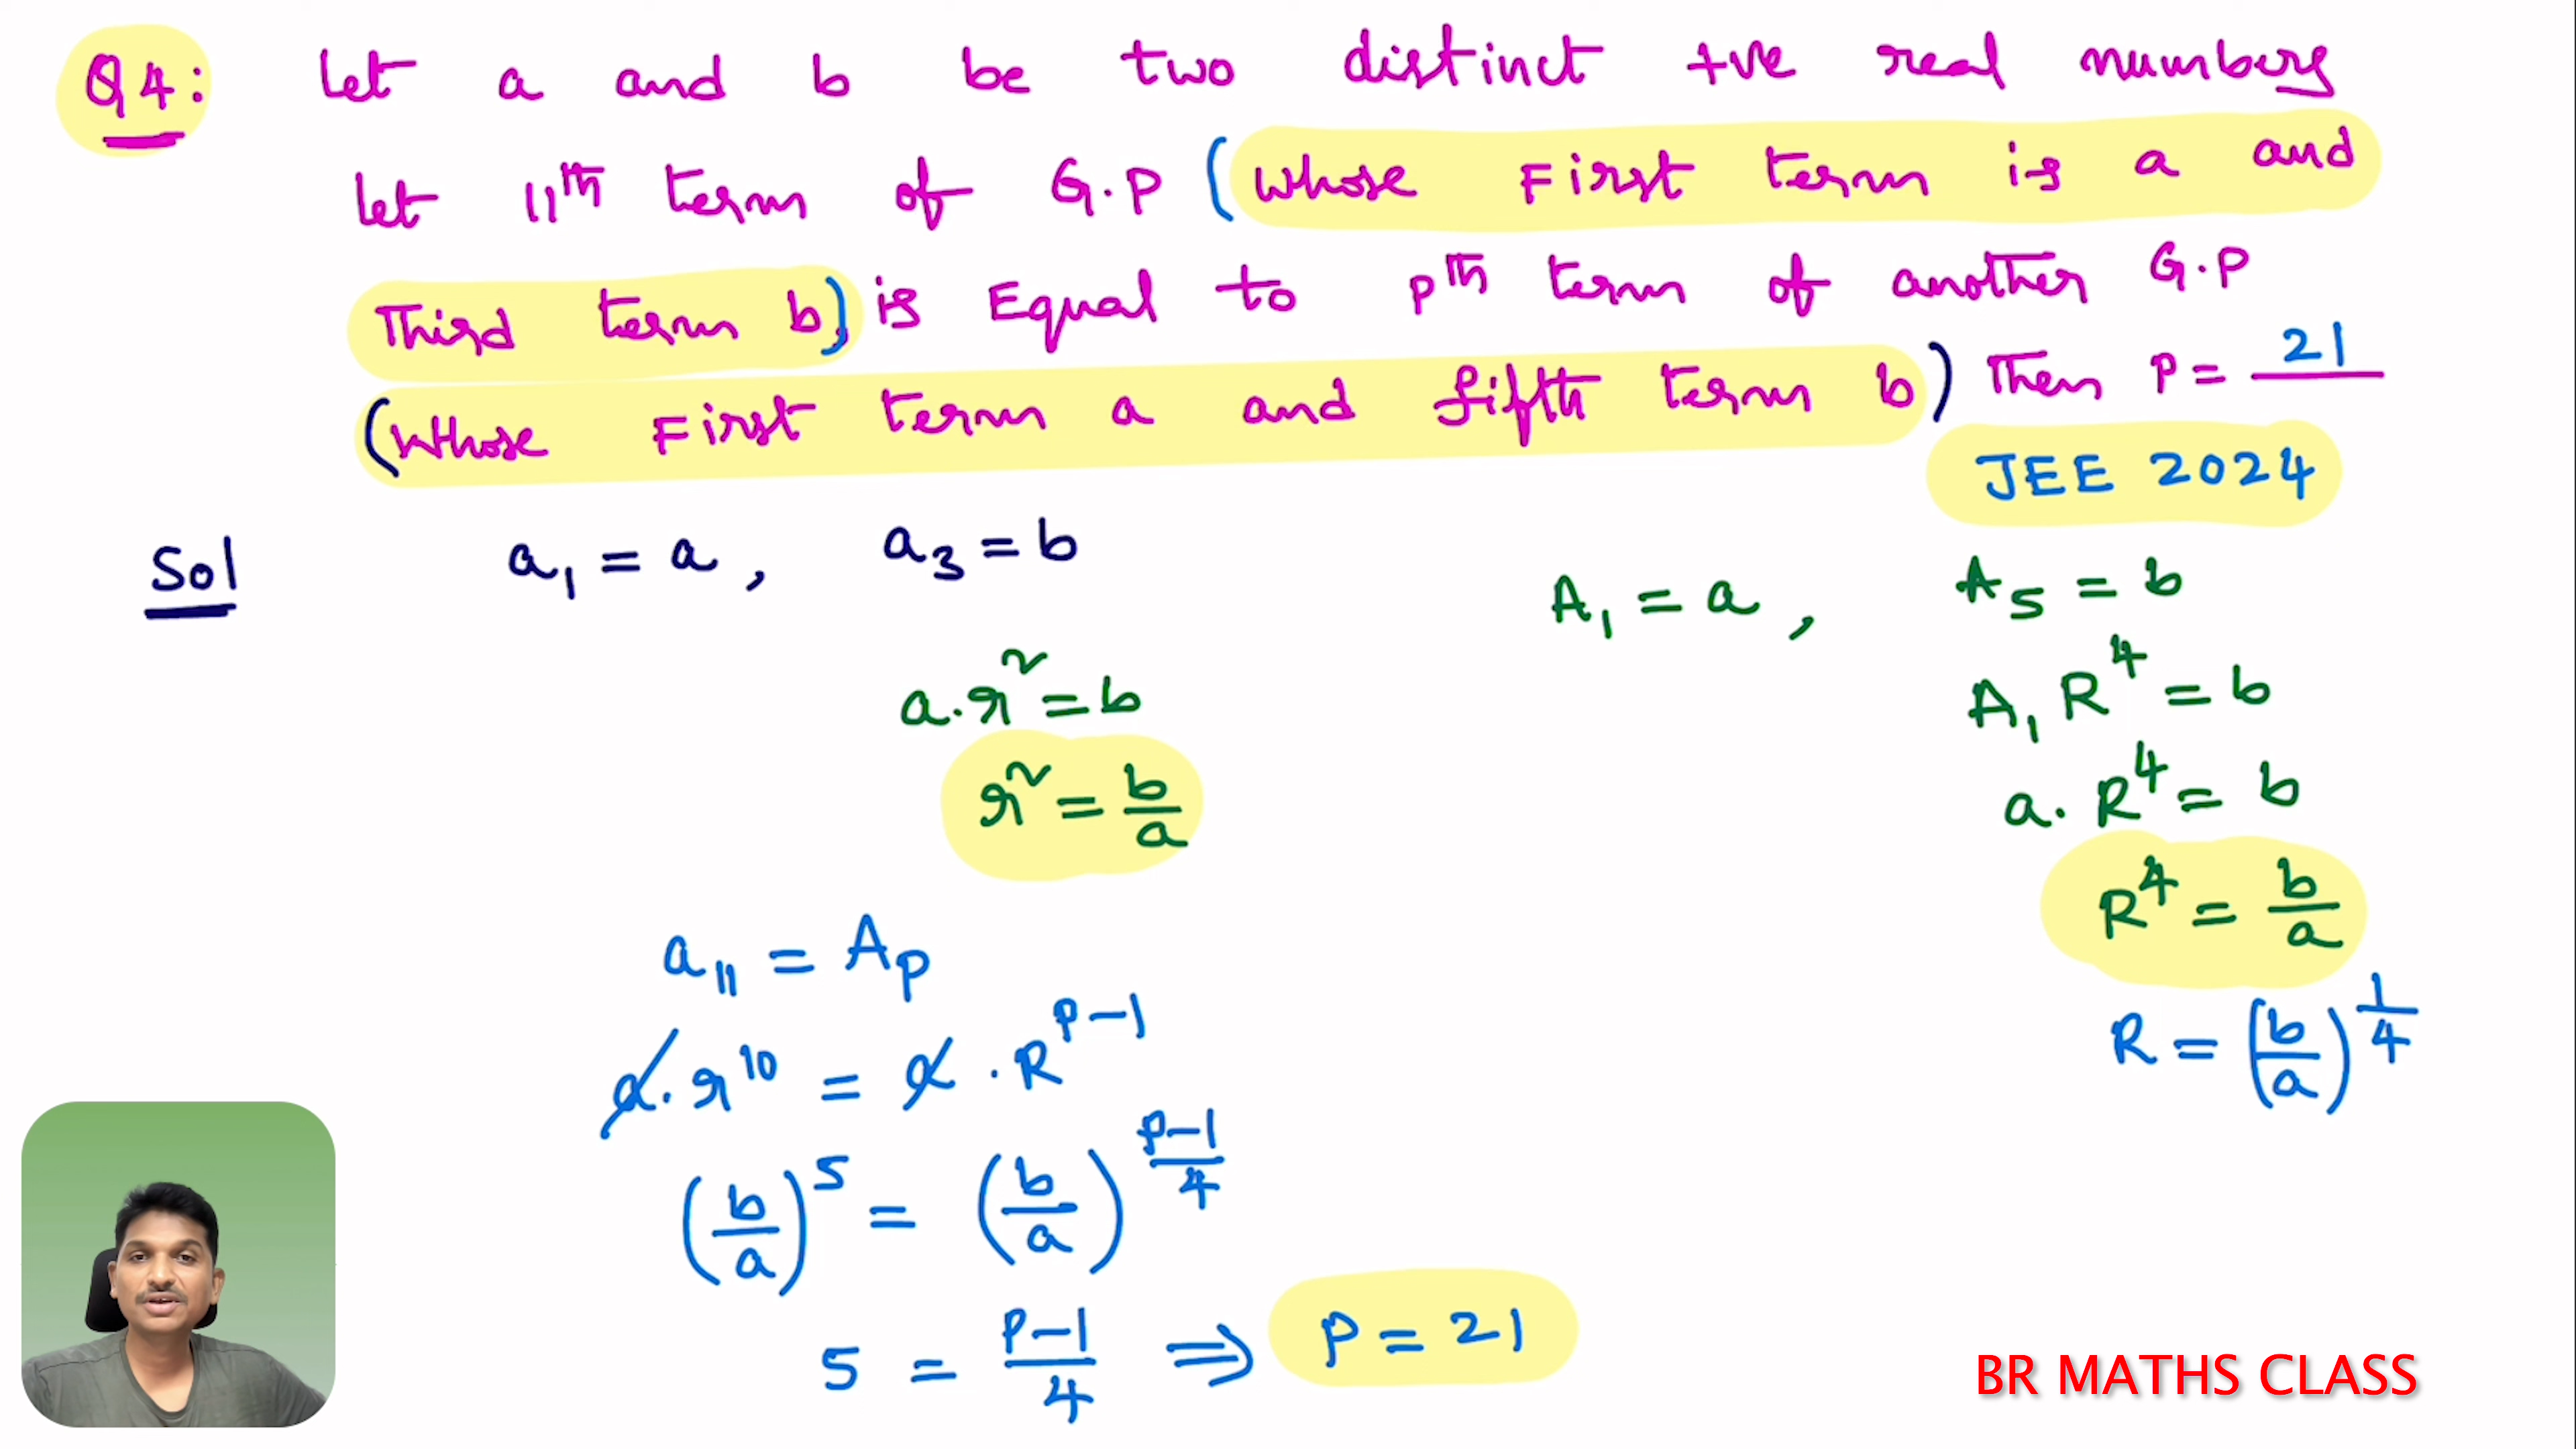 Q4: Let a and b be two distinct +ve real numbers
Let 11th term of G.P (whose First term is a and
Third term b) is Equal to pth term of another G.P
(whose First term a and fifth term b) Then P = 21
JEE 2024
Sol a₁ = a , a₃ = b
A₁ = a , A₅ = b
a.r² = b
A₁ R⁴ = b
r² = b/a
a. R⁴ = b
R⁴ = b/a
a₁₁ = A_P
R = (b/a)^(1/4)
a.r¹⁰ = a . R^(P-1)
(b/a)⁵ = (b/a)^((P-1)/4)
5 = (P-1)/4 ⇒ P = 21
BR MATHS CLASS